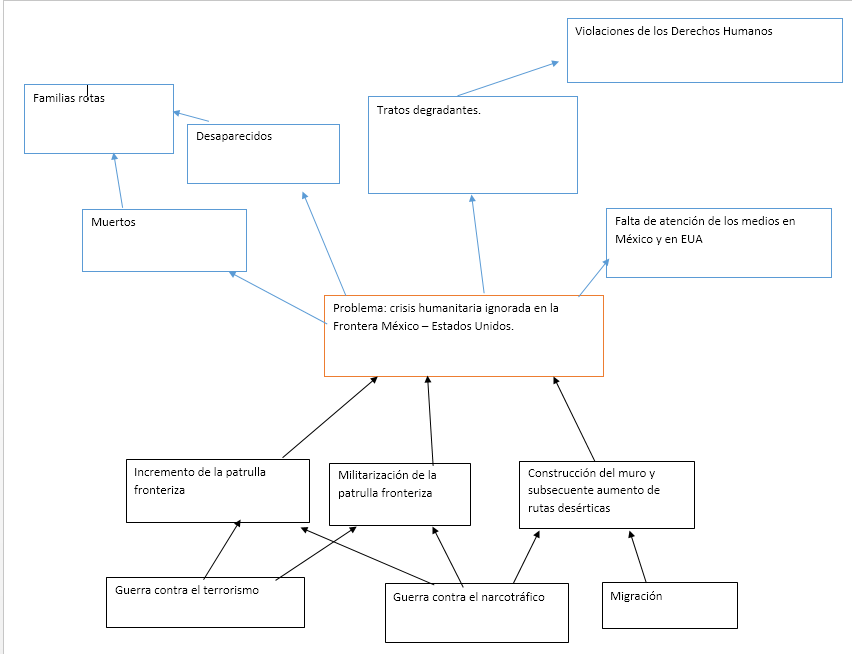 Violaciones de los Derechos Humanos
Familias rotas
Tratos degradantes.
Desaparecidos
Muertos
Falta de atención de los medios en
México y en EUA
Problema: crisis humanitaria ignorada en la
Frontera México – Estados Unidos.
Incremento de la patrulla
fronteriza
Militarización de la
patrulla fronteriza
Construcción del muro y
subsecuente aumento de
rutas desérticas
Guerra contra el terrorismo
Guerra contra el narcotráfico
Migración